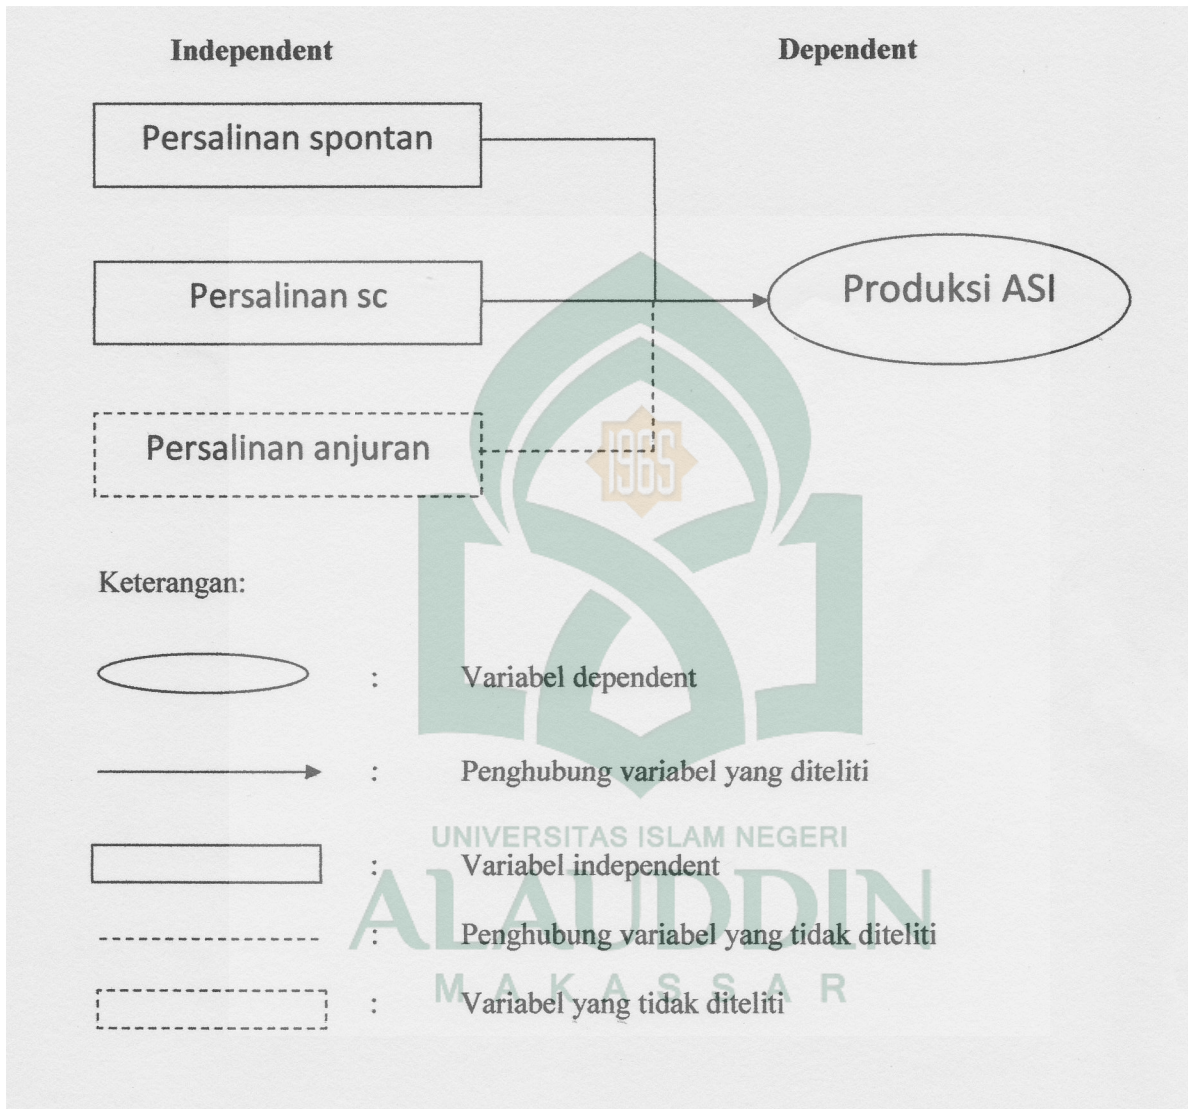 Independent Dependent
Persalinan spontan
Persalinan sc
Produksi ASI
Persalinan anjuran
1965
Keterangan:
: Variabel dependent
: Penghubung variabel yang diteliti
UNIVERSITAS ISLAM NEGERI
: Variabel independent
ALAUDDIN
: Penghubung variabel yang tidak diteliti
MAKASSAR
: Variabel yang tidak diteliti